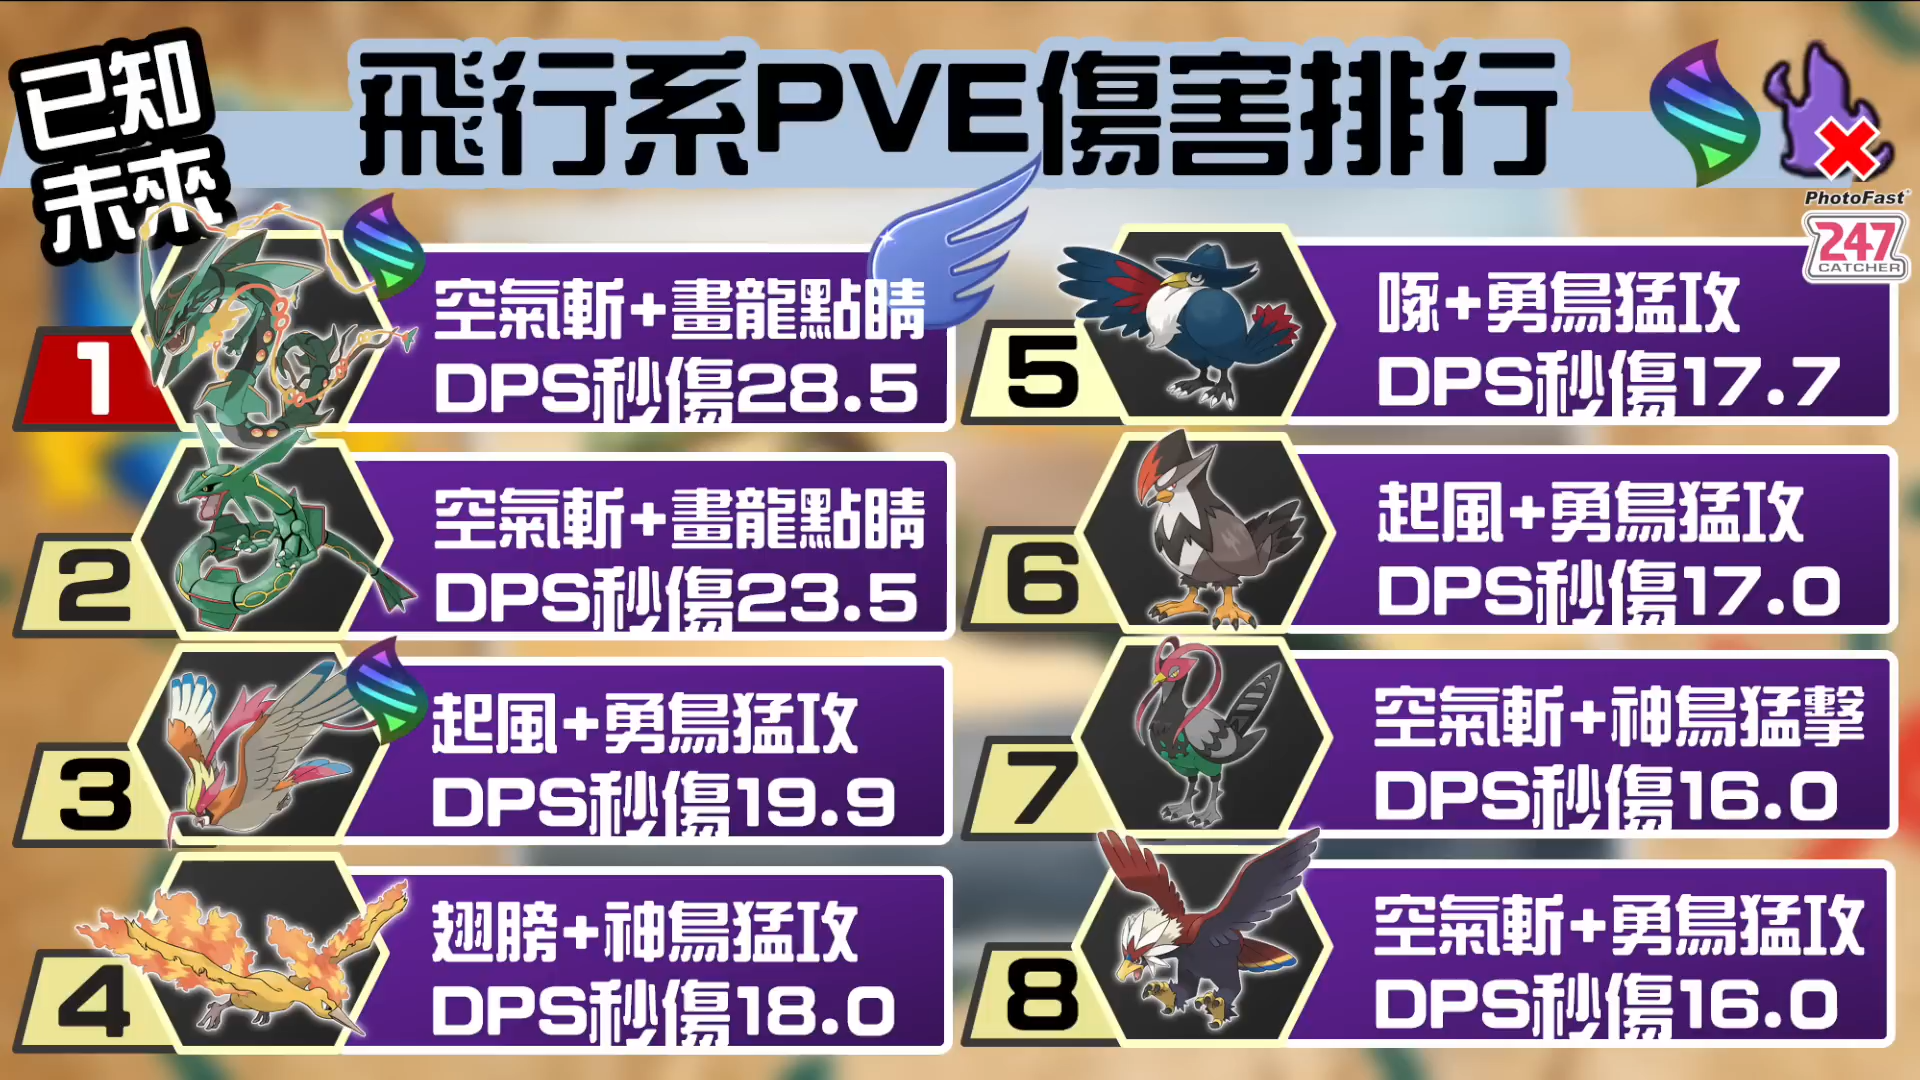 已知
未來
飛行系PVE傷害排行
PhotoFast
247
CATCHER
1
空氣斬+畫龍點睛
DPS秒傷28.5
2
空氣斬+畫龍點睛
DPS秒傷23.5
3
起風+勇鳥猛攻
DPS秒傷19.9
4
翅膀+神鳥猛攻
DPS秒傷18.0
5
啄+勇鳥猛攻
DPS秒傷17.7
6
起風+勇鳥猛攻
DPS秒傷17.0
7
空氣斬+神鳥猛擊
DPS秒傷16.0
8
空氣斬+勇鳥猛攻
DPS秒傷16.0